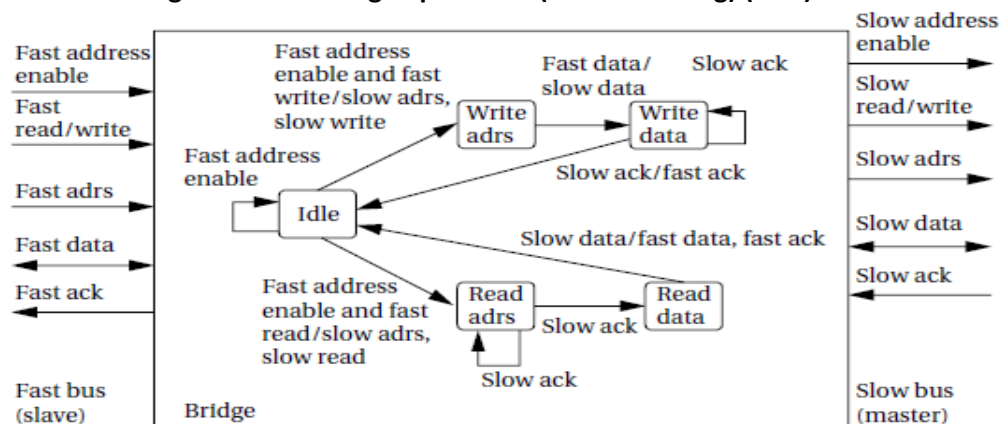 Fast address
enable
Fast
read/write
Fast adrs
Fast data
Fast ack
Fast bus
(slave)
Fast address
enable and fast
write/slow adrs,
slow write
Fast data/
slow data
Slow ack
Write
adrs
Write
data
Fast address
enable
Idle
Slow ack/fast ack
Slow data/fast data, fast ack
Fast address
enable and fast
read/slow adrs,
slow read
Read
adrs
Slow ack
Read
data
Slow ack
Bridge
Slow address
enable
Slow
read/write
Slow adrs
Slow data
Slow ack
Slow bus
(master)